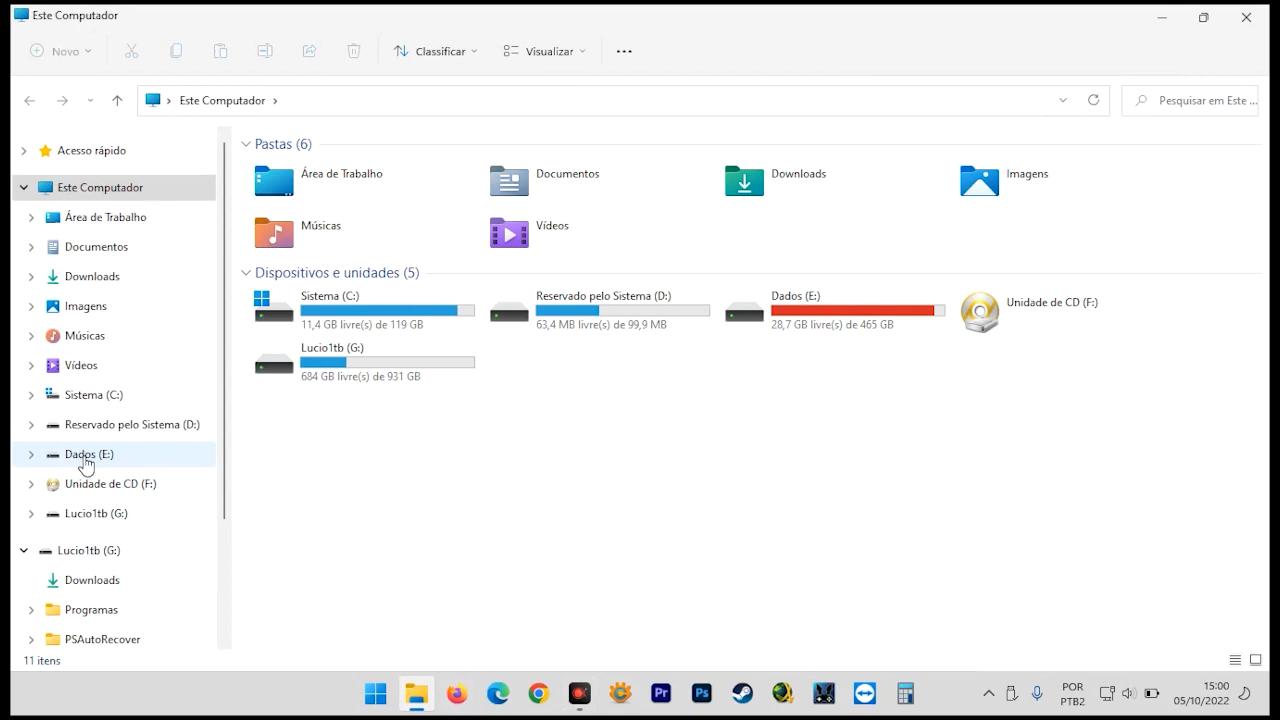 Este Computador
Novo
Classificar
Visualizar
Este Computador
Pesquisar em Este ...
Acesso rápido
Este Computador
Área de Trabalho
Documentos
Downloads
Imagens
Músicas
Vídeos
Sistema (C:)
Reservado pelo Sistema (D:)
Dados (E:)
Unidade de CD (F:)
Lucio1tb (G:)
Lucio1tb (G:)
Downloads
Programas
PSAutoRecover
11 itens
Pastas (6)
Área de Trabalho
Documentos
Downloads
Imagens
Músicas
Vídeos
Dispositivos e unidades (5)
Sistema (C:)
11,4 GB livre(s) de 119 GB
Reservado pelo Sistema (D:)
63,4 MB livre(s) de 99,9 MB
Dados (E:)
28,7 GB livre(s) de 465 GB
Unidade de CD (F:)
Lucio1tb (G:)
684 GB livre(s) de 931 GB
Pr
Ps
POR
PTB2
15:00
05/10/2022